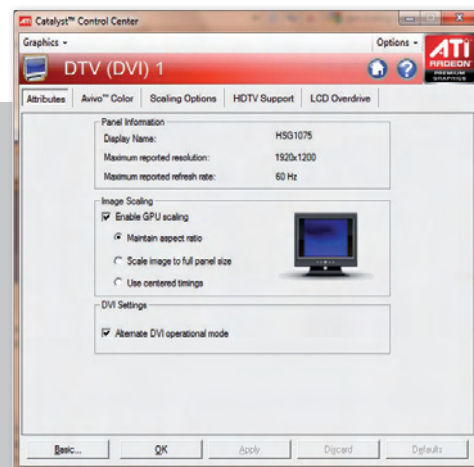 ATI Catalyst™ Control Center
Graphics
Options
ATI
RADEON
PREMIUM
GRAPHICS
DTV (DVI) 1
Attributes
Avivo™ Color
Scaling Options
HDTV Support
LCD Overdrive
Panel Information
Display Name: HSG1075
Maximum reported resolution: 1920x1200
Maximum reported refresh rate: 60 Hz
Image Scaling
Enable GPU scaling
Maintain aspect ratio
Scale image to full panel size
Use centered timings
DVI Settings
Alternate DVI operational mode
Basic...
OK
Apply
Discard
Defaults